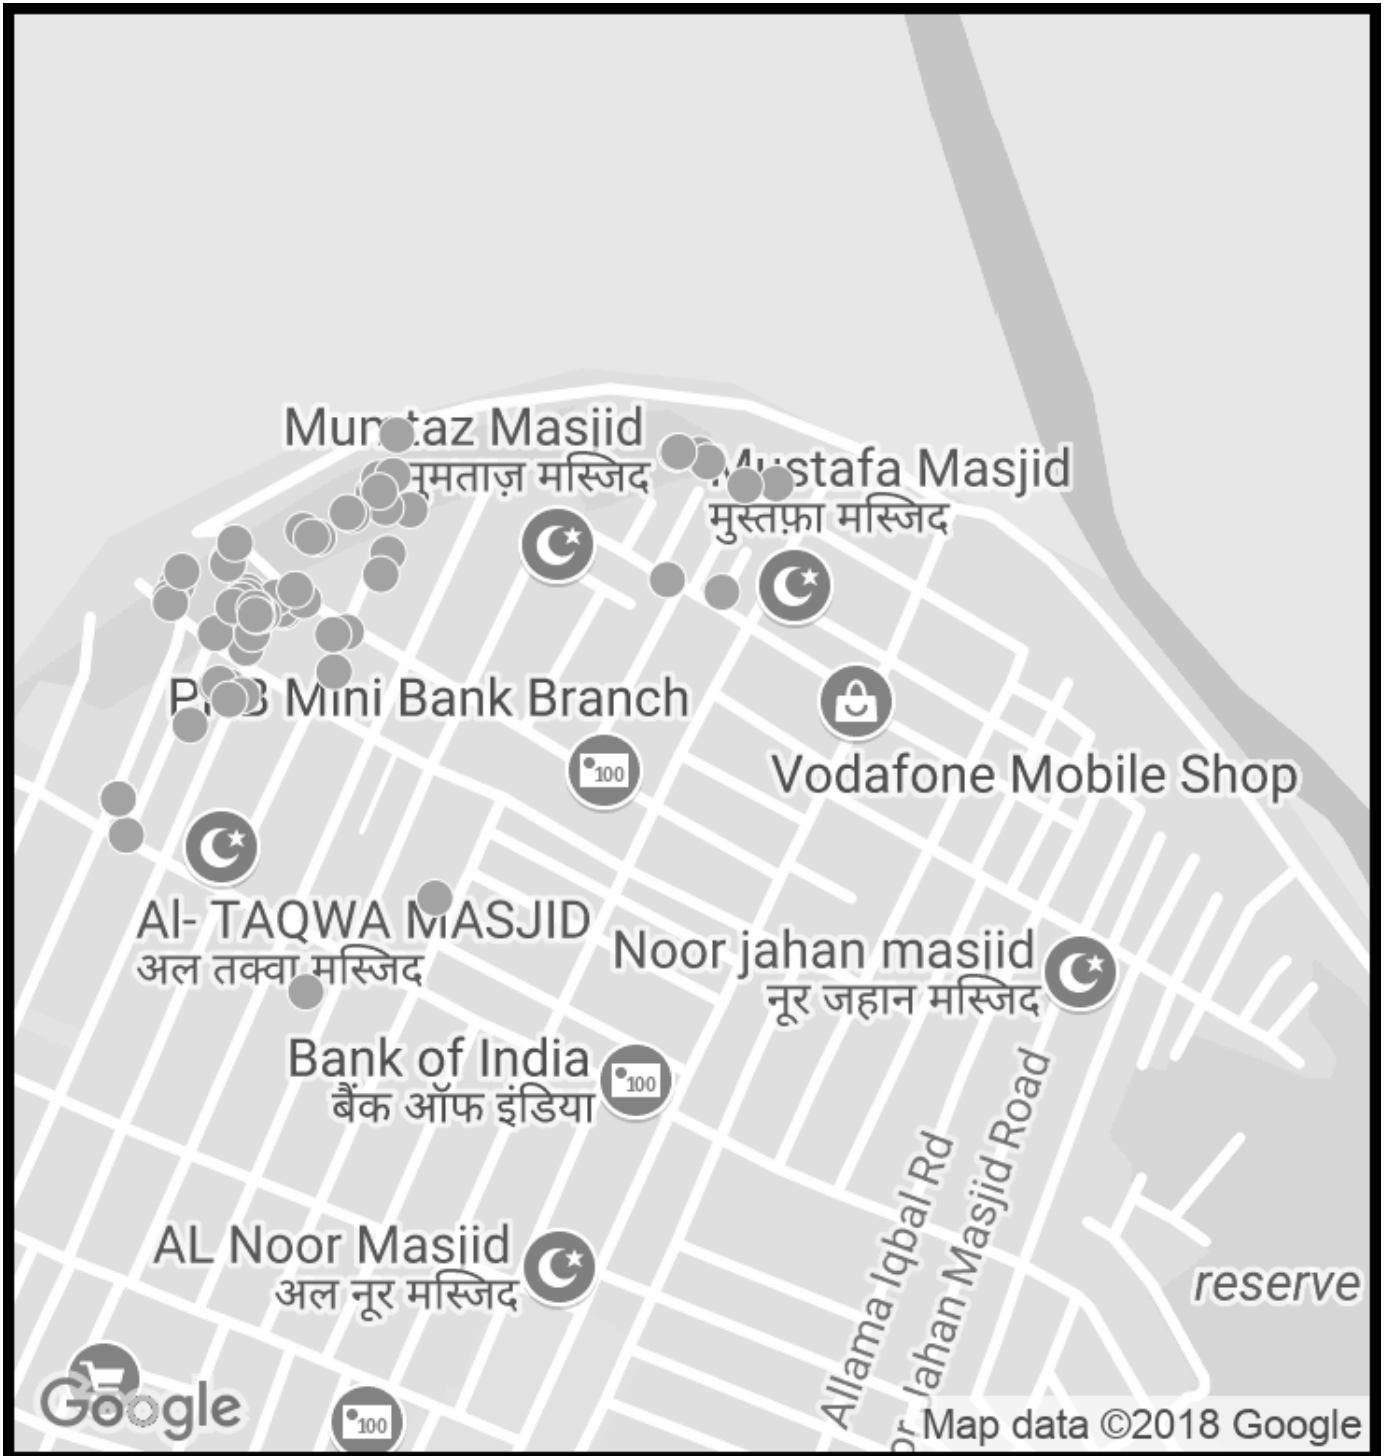 Mumtaz Masjid
मुमताज़ मस्जिद
Mustafa Masjid
मुस्तफ़ा मस्जिद
Mini Bank Branch
100
Vodafone Mobile Shop
Al- TAQWA MASJID
अल तक्वा मस्जिद
Noor jahan masjid
नूर जहान मस्जिद
Bank of India
बैंक ऑफ इंडिया
100
Allama Iqbal Rd
Jahan Masjid Road
AL Noor Masjid
अल नूर मस्जिद
reserve
Google
100
Map data ©2018 Google